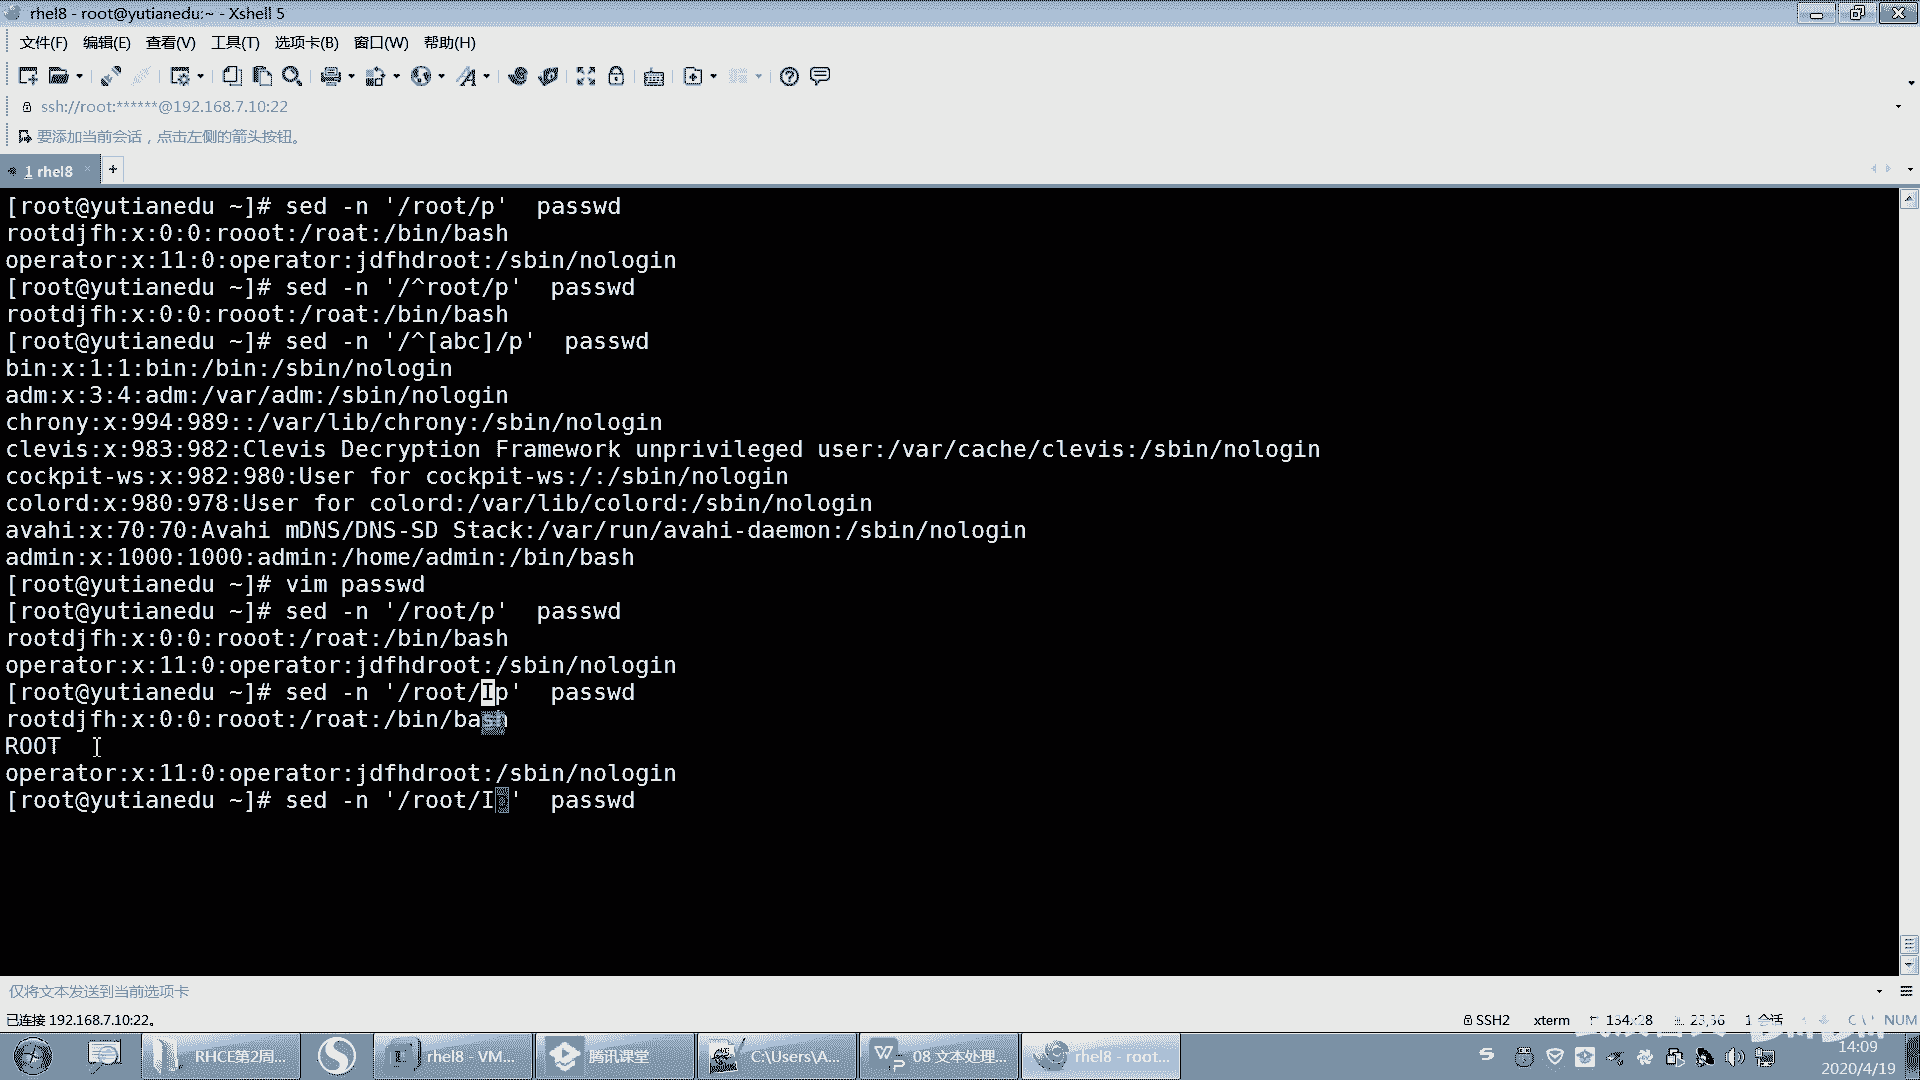 rhel8 - root@yutianedu:~ - Xshell 5
文件(F) 编辑(E) 查看(V) 工具(T) 选项卡(B) 窗口(W) 帮助(H)
ssh://root:******@192.168.7.10:22
要添加当前会话，点击左侧的箭头按钮。
1 rhel8
[root@yutianedu ~]# sed -n '/root/p'  passwd
rootdjfh:x:0:0:rooot:/roat:/bin/bash
operator:x:11:0:operator:jdfhdroot:/sbin/nologin
[root@yutianedu ~]# sed -n '/^root/p'  passwd
rootdjfh:x:0:0:rooot:/roat:/bin/bash
[root@yutianedu ~]# sed -n '/^[abc]/p'  passwd
bin:x:1:1:bin:/bin:/sbin/nologin
adm:x:3:4:adm:/var/adm:/sbin/nologin
chrony:x:994:989::/var/lib/chrony:/sbin/nologin
clevis:x:983:982:Clevis Decryption Framework unprivileged user:/var/cache/clevis:/sbin/nologin
cockpit-ws:x:982:980:User for cockpit-ws:/:/sbin/nologin
colord:x:980:978:User for colord:/var/lib/colord:/sbin/nologin
avahi:x:70:70:Avahi mDNS/DNS-SD Stack:/var/run/avahi-daemon:/sbin/nologin
admin:x:1000:1000:admin:/home/admin:/bin/bash
[root@yutianedu ~]# vim passwd
[root@yutianedu ~]# sed -n '/root/p'  passwd
rootdjfh:x:0:0:rooot:/roat:/bin/bash
operator:x:11:0:operator:jdfhdroot:/sbin/nologin
[root@yutianedu ~]# sed -n '/root/Ip'  passwd
rootdjfh:x:0:0:rooot:/roat:/bin/bash
ROOT
operator:x:11:0:operator:jdfhdroot:/sbin/nologin
[root@yutianedu ~]# sed -n '/root/Ip'  passwd
仅将文本发送到当前选项卡
已连接 192.168.7.10:22。 SSH2 xterm 1 会话 NUM
RHCE第2周... rhel8 - VM... 腾讯课堂 C:\Users\A... 08 文本处理... rhel8 - root...
14:09
2020/4/19